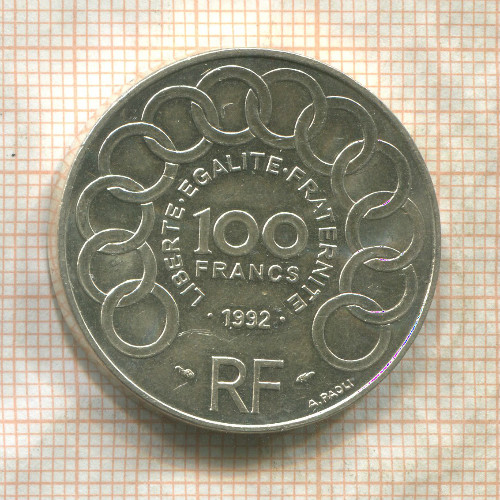 LIBERTE·EGALITE·FRATERNITE
100
FRANCS
·1992·
RF
A.PAOLI